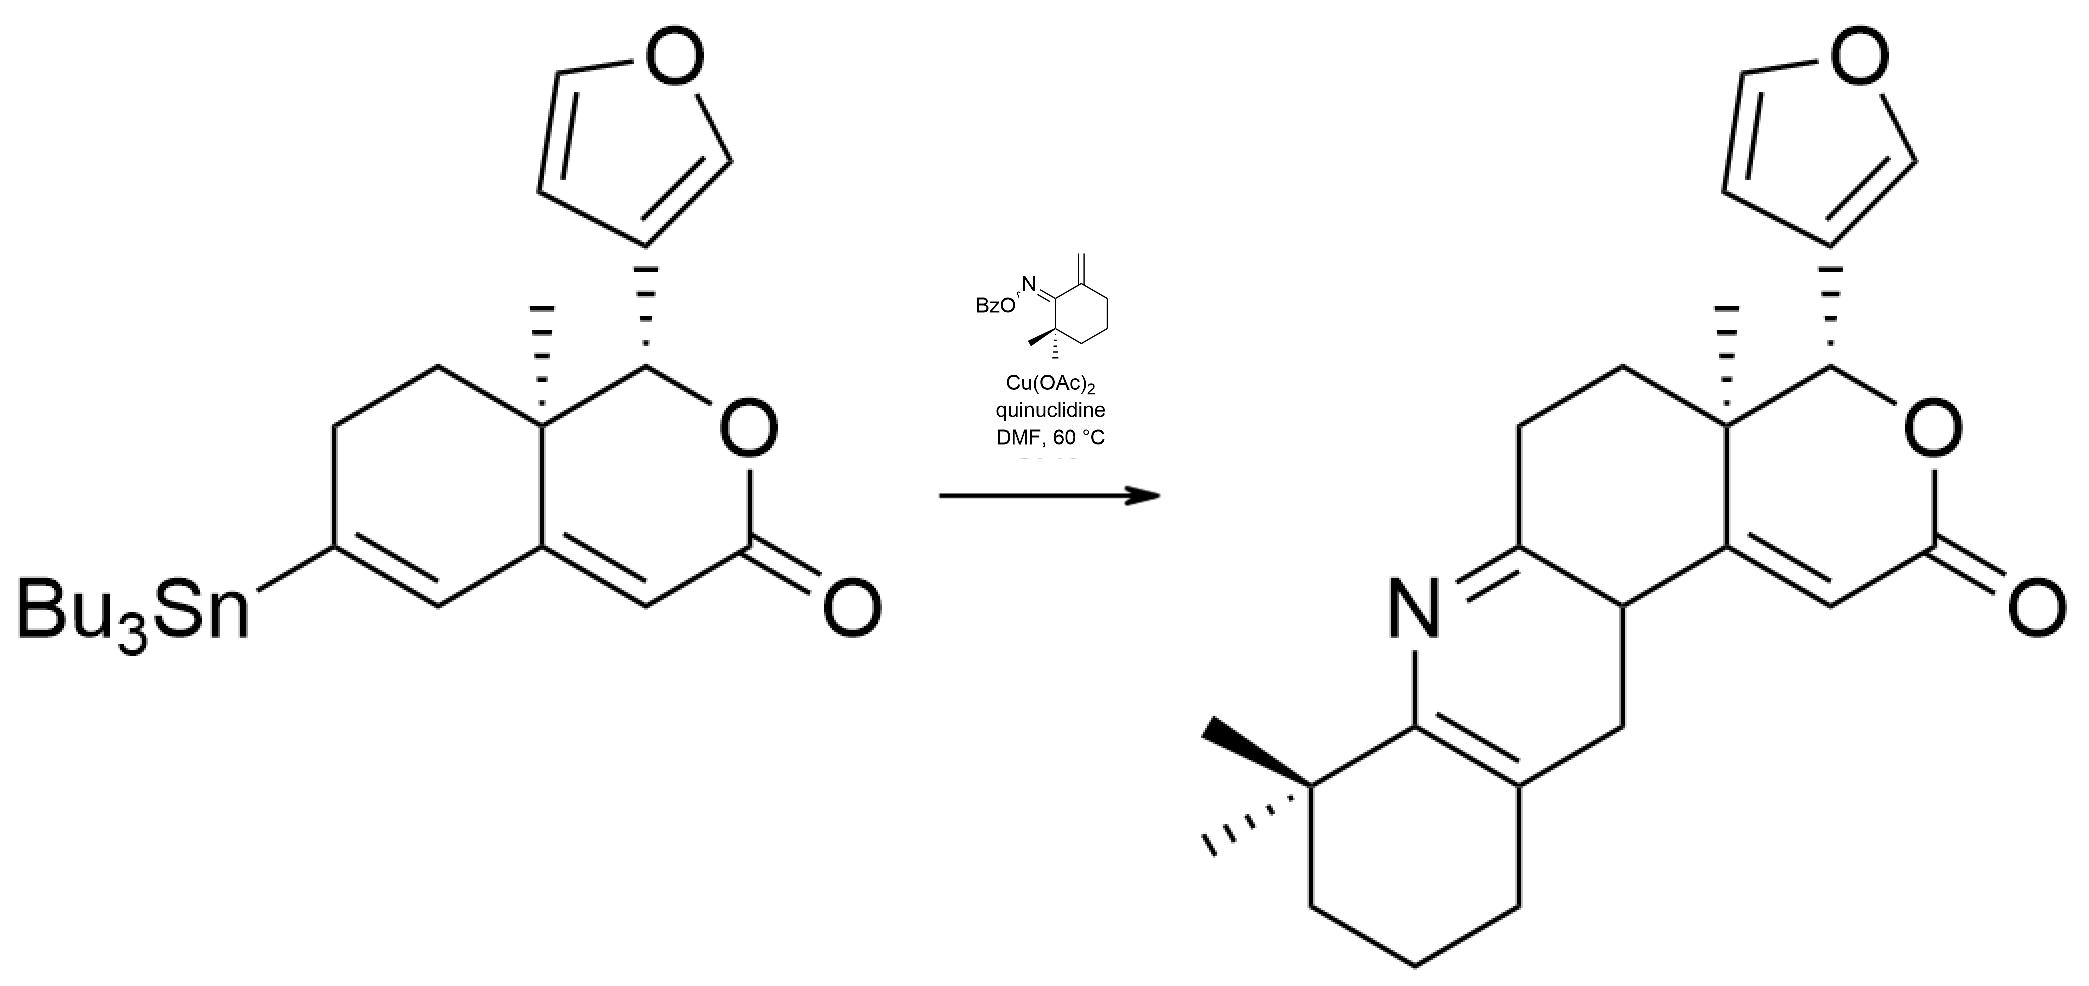 O
O
O
Bu₃Sn
BzO
N
Cu(OAc)₂
quinuclidine
DMF, 60 °C
O
O
O
N